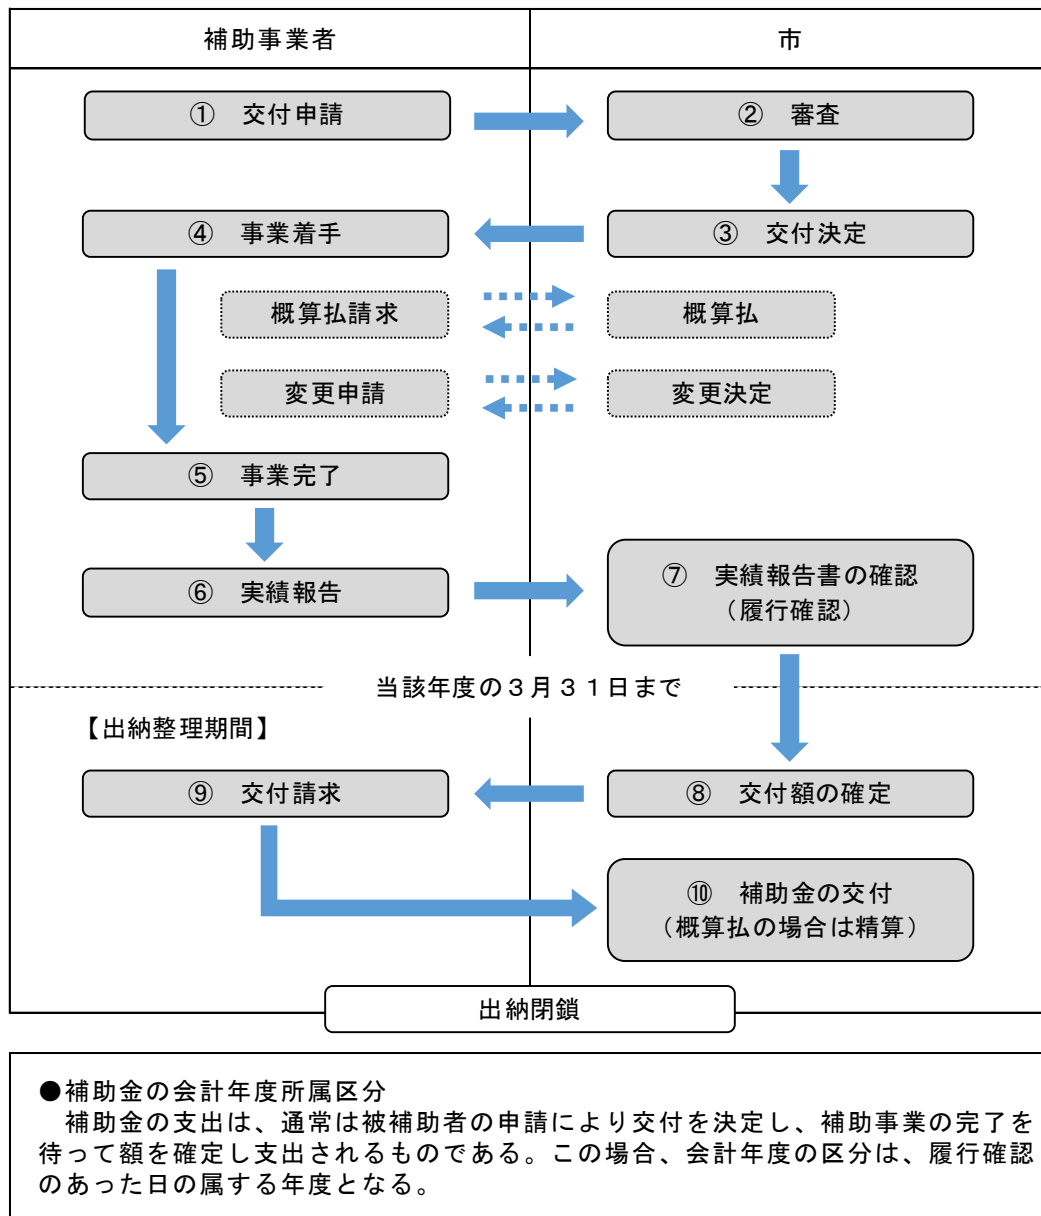 補助事業者
市
①　交付申請
②　審査
④　事業着手
③　交付決定
概算払請求
概算払
変更申請
変更決定
⑤　事業完了
⑥　実績報告
⑦　実績報告書の確認
（履行確認）
当該年度の３月３１日まで
【出納整理期間】
⑨　交付請求
⑧　交付額の確定
⑩　補助金の交付
（概算払の場合は精算）
出納閉鎖
●補助金の会計年度所属区分
　補助金の支出は、通常は被補助者の申請により交付を決定し、補助事業の完了を
待って額を確定し支出されるものである。この場合、会計年度の区分は、履行確認
のあった日の属する年度となる。